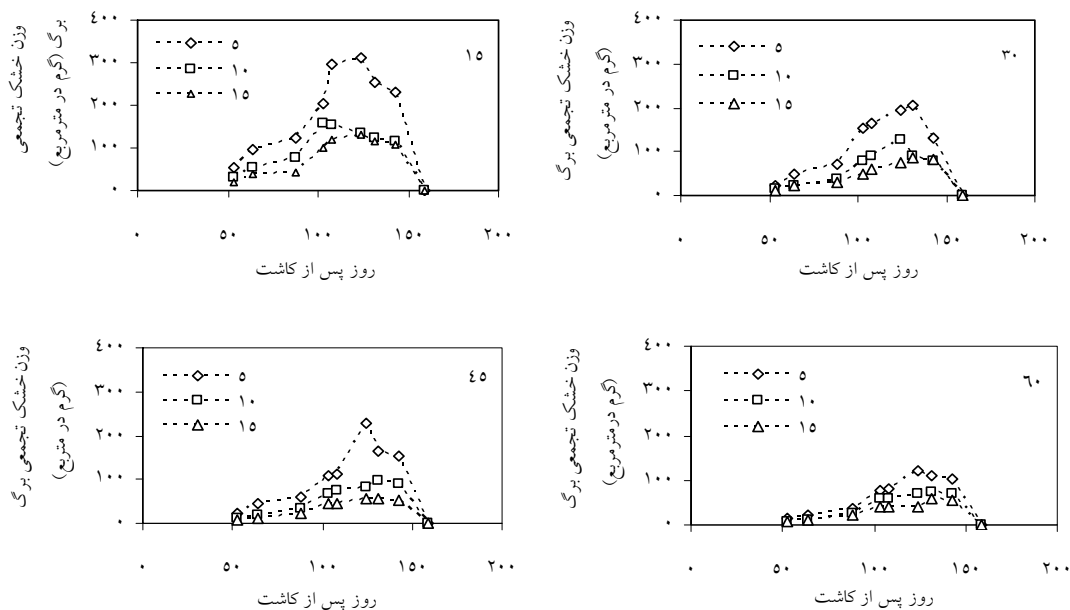 وزن خشک تجمعی
برگ (گرم در مترمربع)
۴۰۰
۳۰۰
۲۰۰
۱۰۰
۰
۵
۱۰
۱۵
۱۵
۰ ۵۰ ۱۰۰ ۱۵۰ ۲۰۰
روز پس از کاشت
وزن خشک تجمعی برگ
(گرم در مترمربع)
۴۰۰
۳۰۰
۲۰۰
۱۰۰
۰
۵
۱۰
۱۵
۳۰
۰ ۵۰ ۱۰۰ ۱۵۰ ۲۰۰
روز پس از کاشت
وزن خشک تجمعی برگ
(گرم در متربع)
۴۰۰
۳۰۰
۲۰۰
۱۰۰
۰
۵
۱۰
۱۵
۴۵
۰ ۵۰ ۱۰۰ ۱۵۰ ۲۰۰
روز پس از کاشت
وزن خشک تجمعی برگ
(گرم در مترمربع)
۴۰۰
۳۰۰
۲۰۰
۱۰۰
۰
۵
۱۰
۱۵
۶۰
۰ ۵۰ ۱۰۰ ۱۵۰ ۲۰۰
روز پس از کاشت